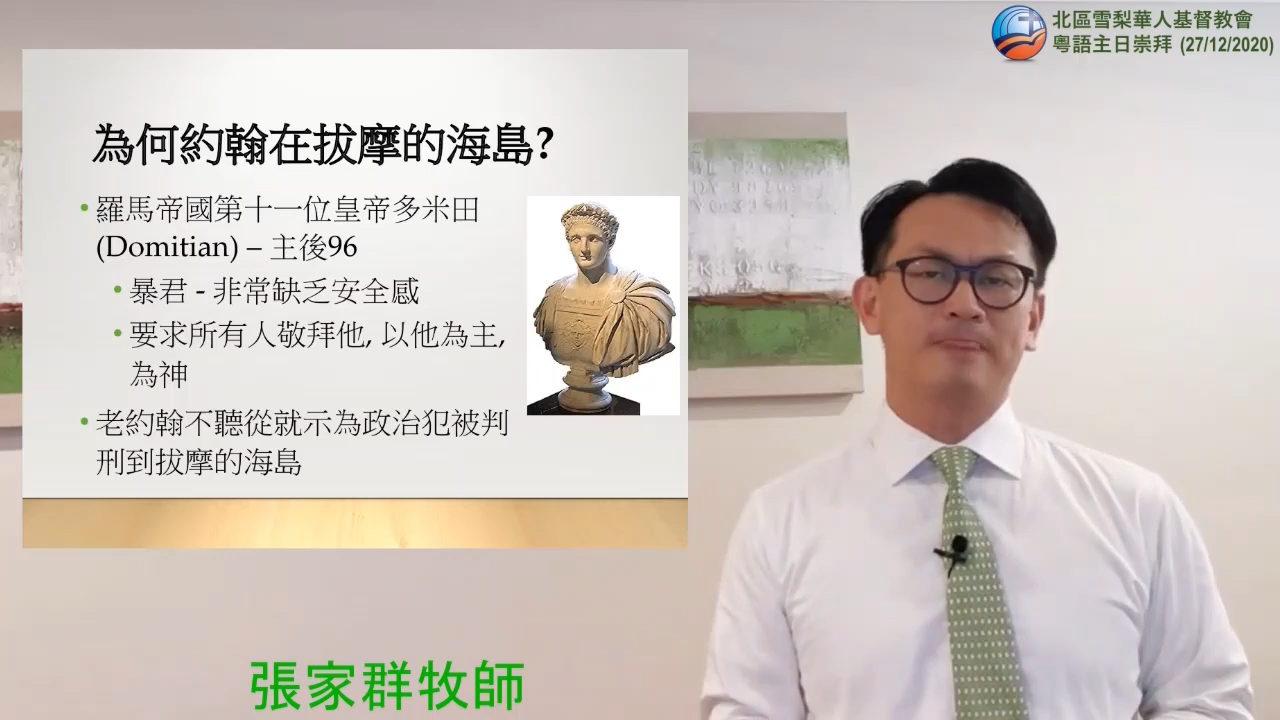 北區雪梨華人基督教會
粵語主日崇拜 (27/12/2020)
為何約翰在拔摩的海島?
• 羅馬帝國第十一位皇帝多米田
(Domitian) – 主後96
• 暴君 - 非常缺乏安全感
• 要求所有人敬拜他, 以他為主,
為神
• 老約翰不聽從就示為政治犯被判
刑到拔摩的海島
張家群牧師